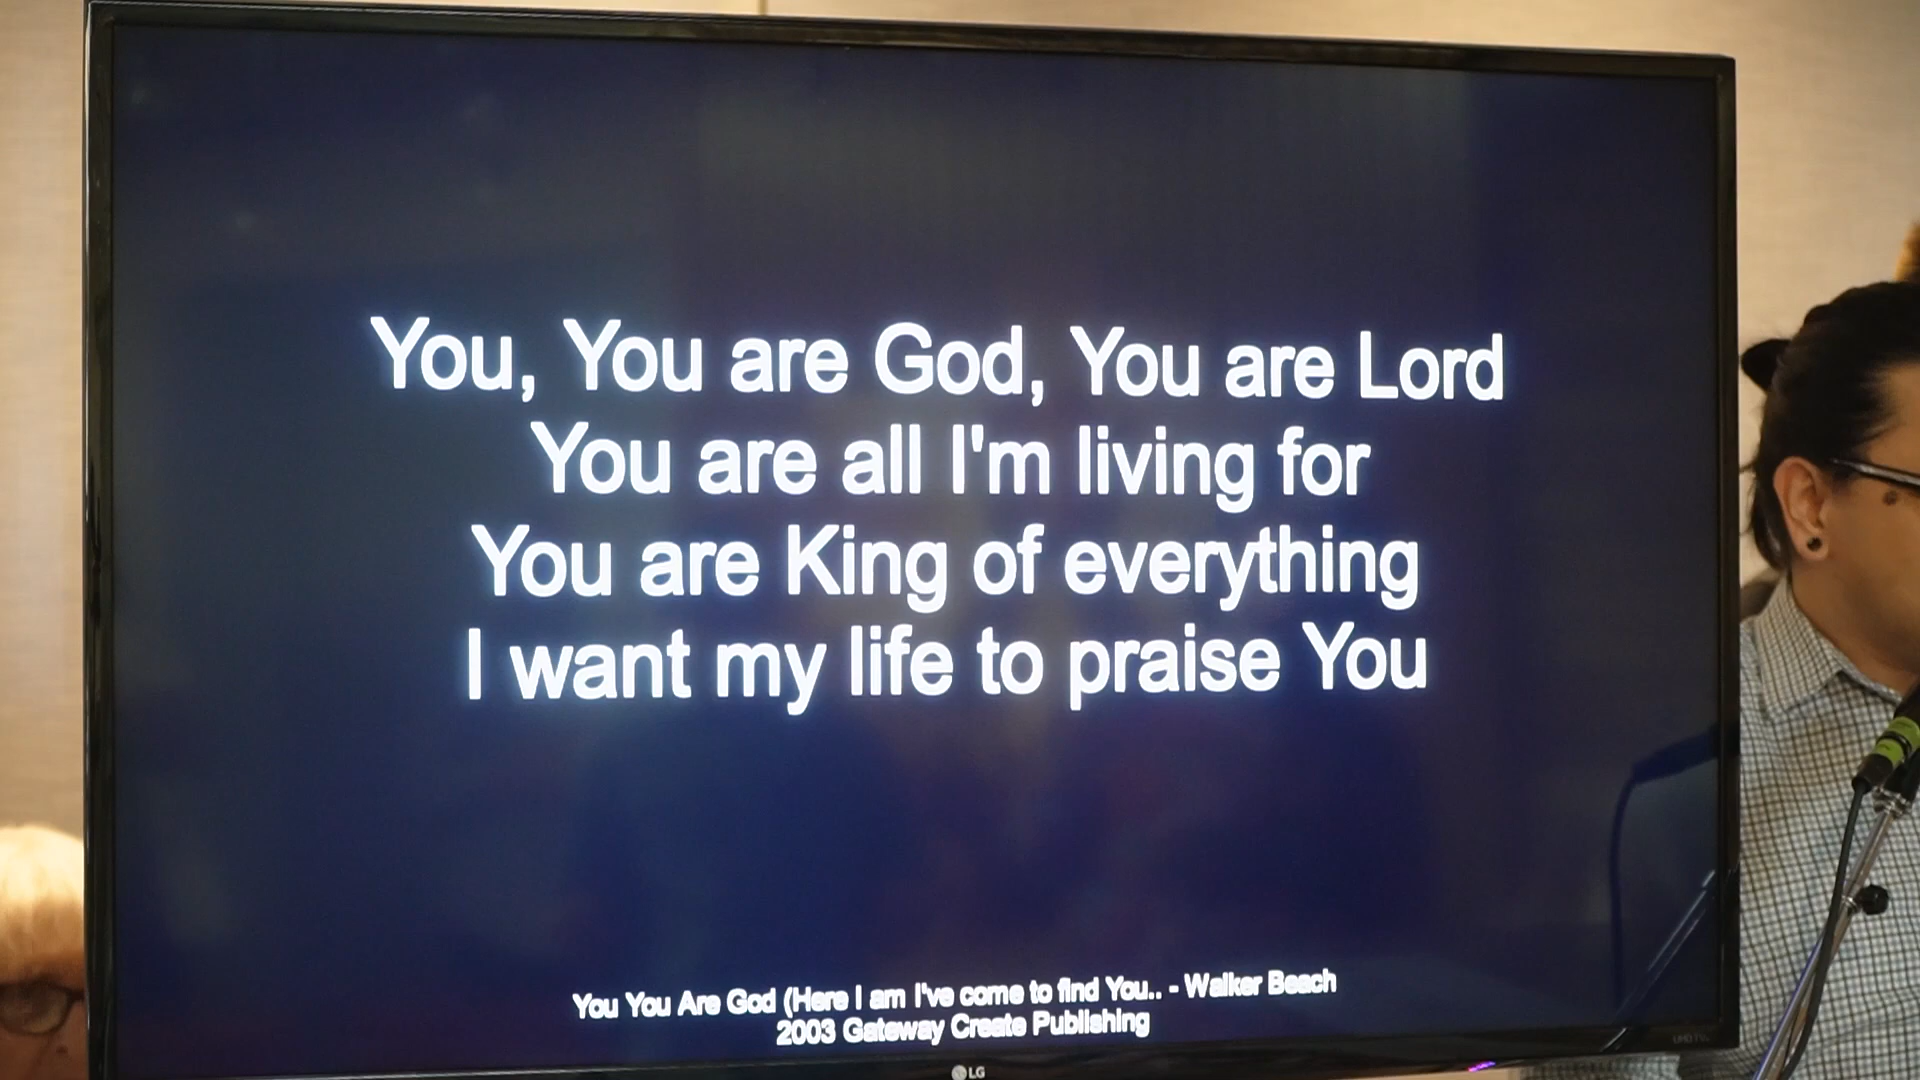 You, You are God, You are Lord
You are all I'm living for
You are King of everything
I want my life to praise You
You You Are God (Here I am I've come to find You.. - Walker Beach
2003 Gateway Create Publishing
LG